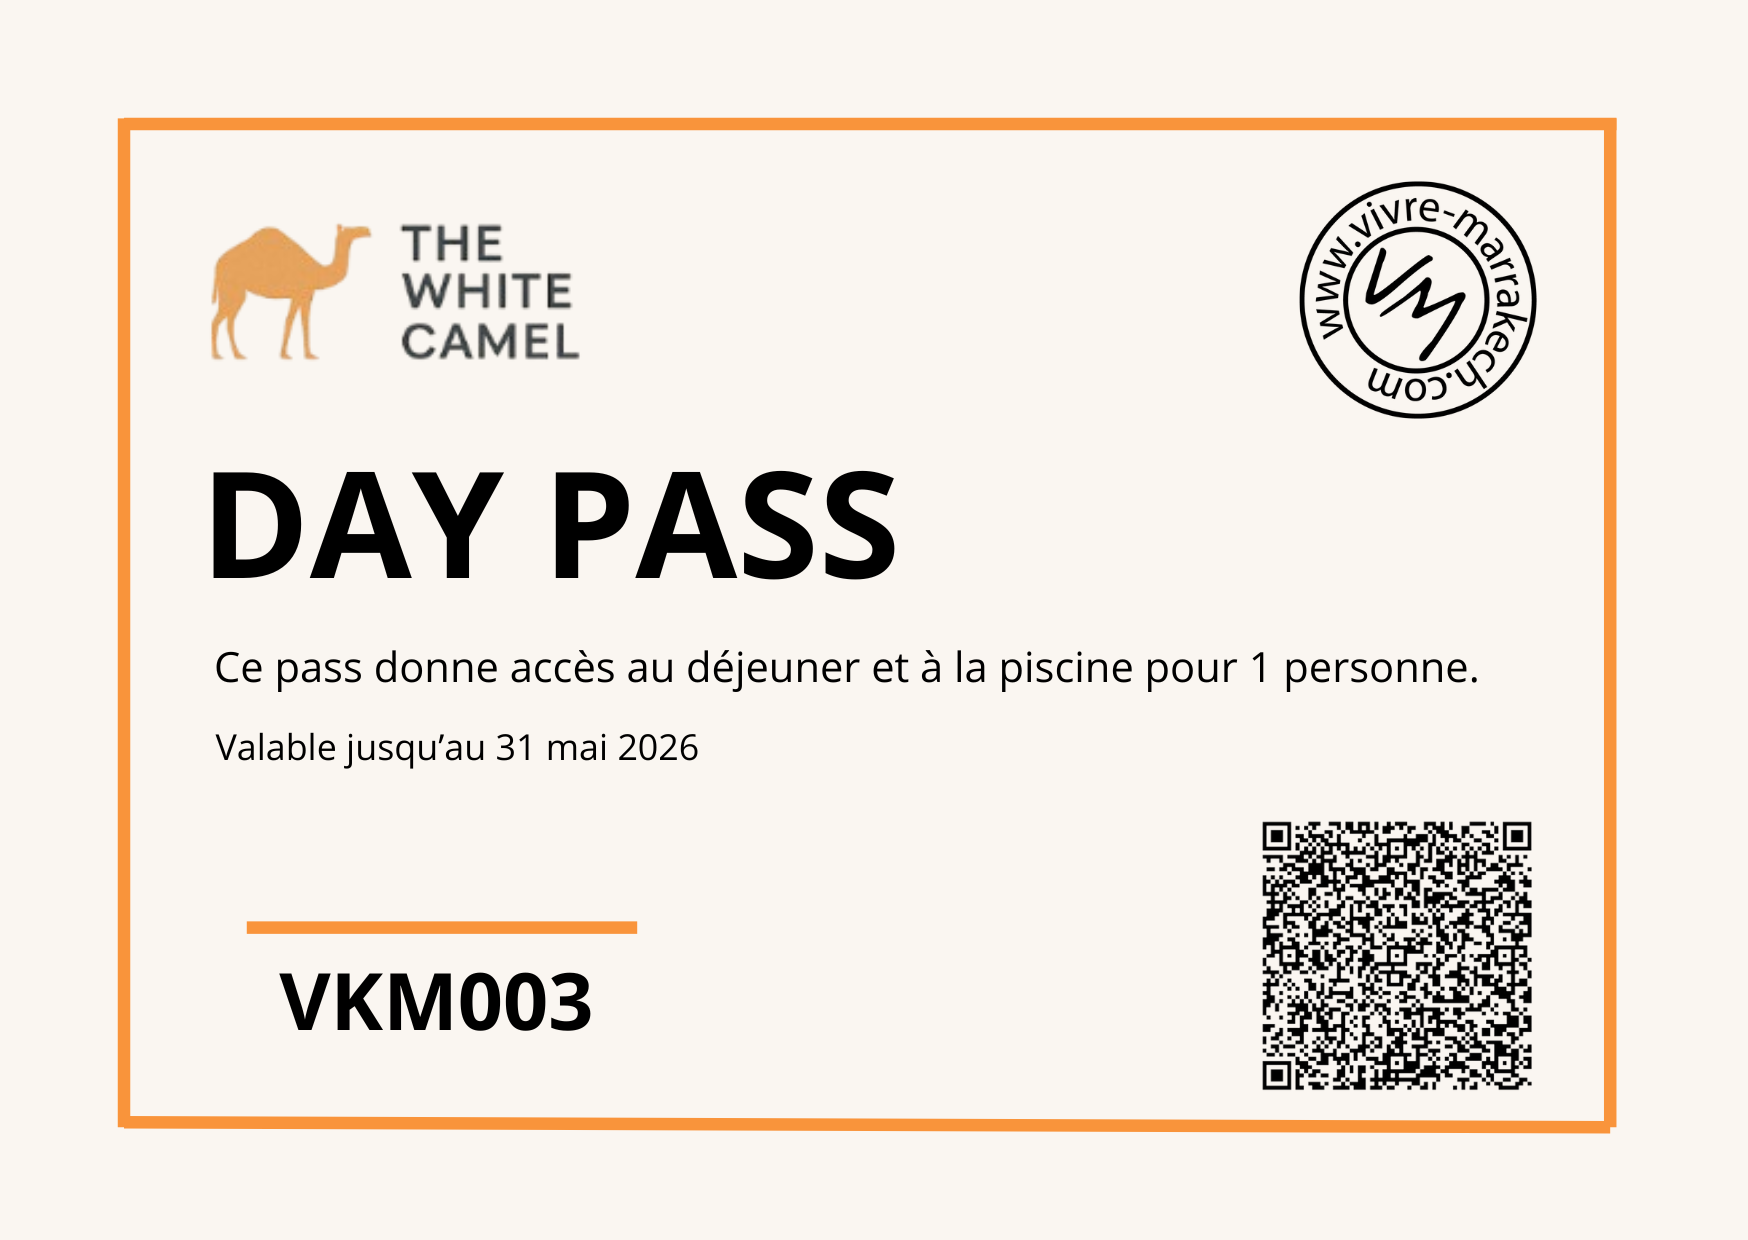 THE
WHITE
CAMEL
www.vivre-marrakech.com
VM
DAY PASS
Ce pass donne accès au déjeuner et à la piscine pour 1 personne.
Valable jusqu’au 31 mai 2026
VKM003